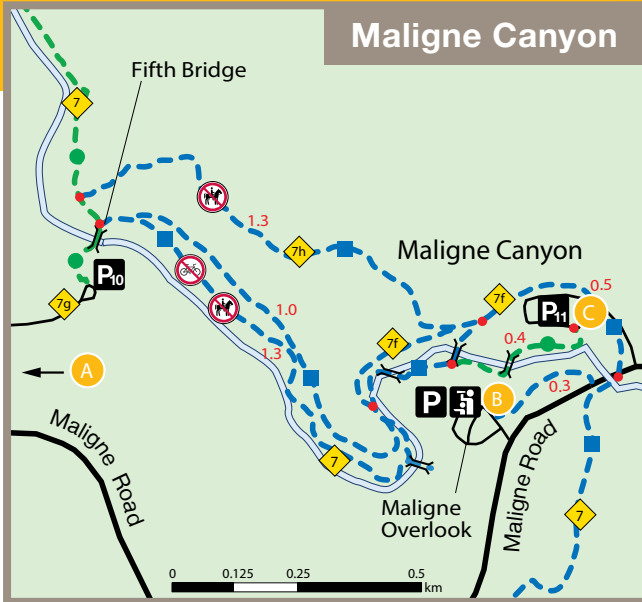 Maligne Canyon
Fifth Bridge
7
1.3
7h
Maligne Canyon
P10
7g
7f
0.5
P11
C
1.0
0.4
7f
A
1.3
P
B
0.3
7
Maligne Road
Maligne
Overlook
Maligne Road
7
0
0.125
0.25
0.5
km